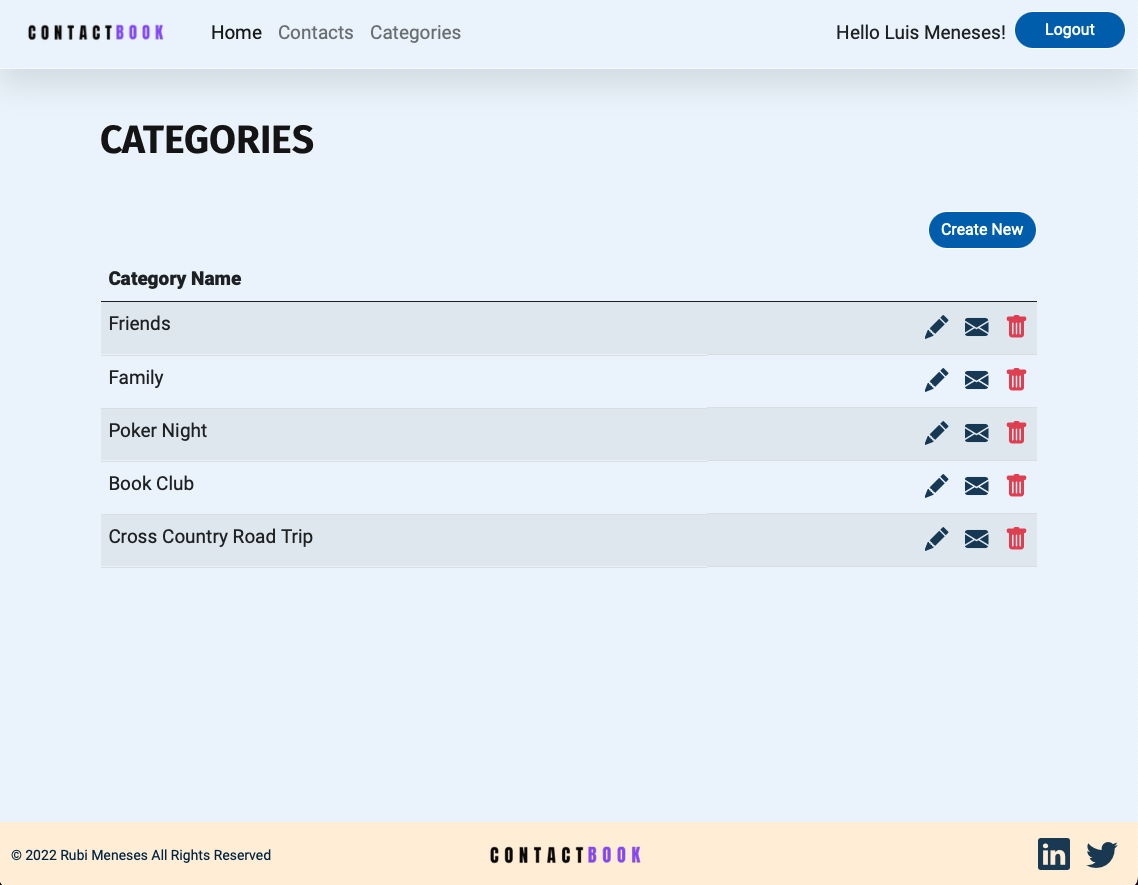 CONTACTBOOK Home Contacts Categories Hello Luis Meneses! Logout
CATEGORIES
Create New
Category Name
Friends
Family
Poker Night
Book Club
Cross Country Road Trip
© 2022 Rubi Meneses All Rights Reserved CONTACTBOOK in